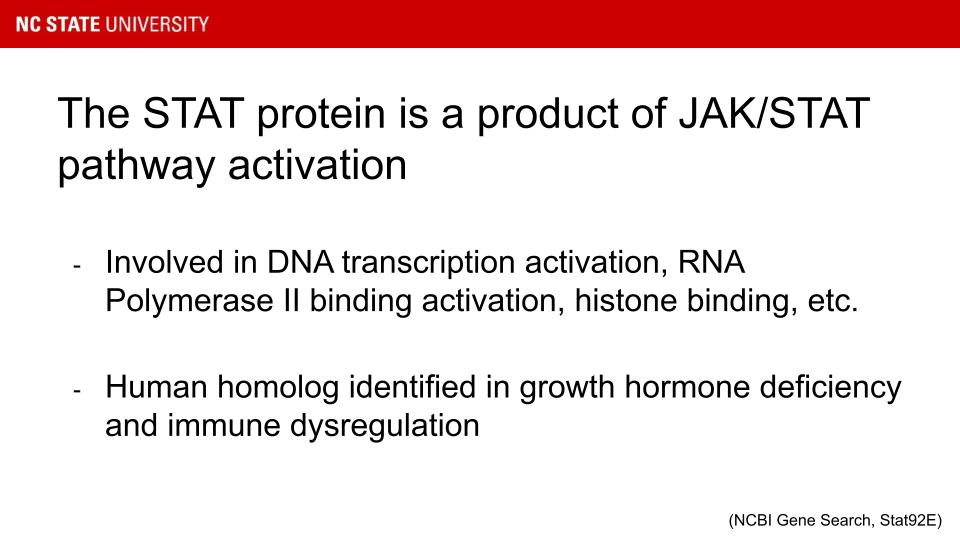 NC STATE UNIVERSITY
The STAT protein is a product of JAK/STAT
pathway activation
- Involved in DNA transcription activation, RNA
Polymerase II binding activation, histone binding, etc.
- Human homolog identified in growth hormone deficiency
and immune dysregulation
(NCBI Gene Search, Stat92E)